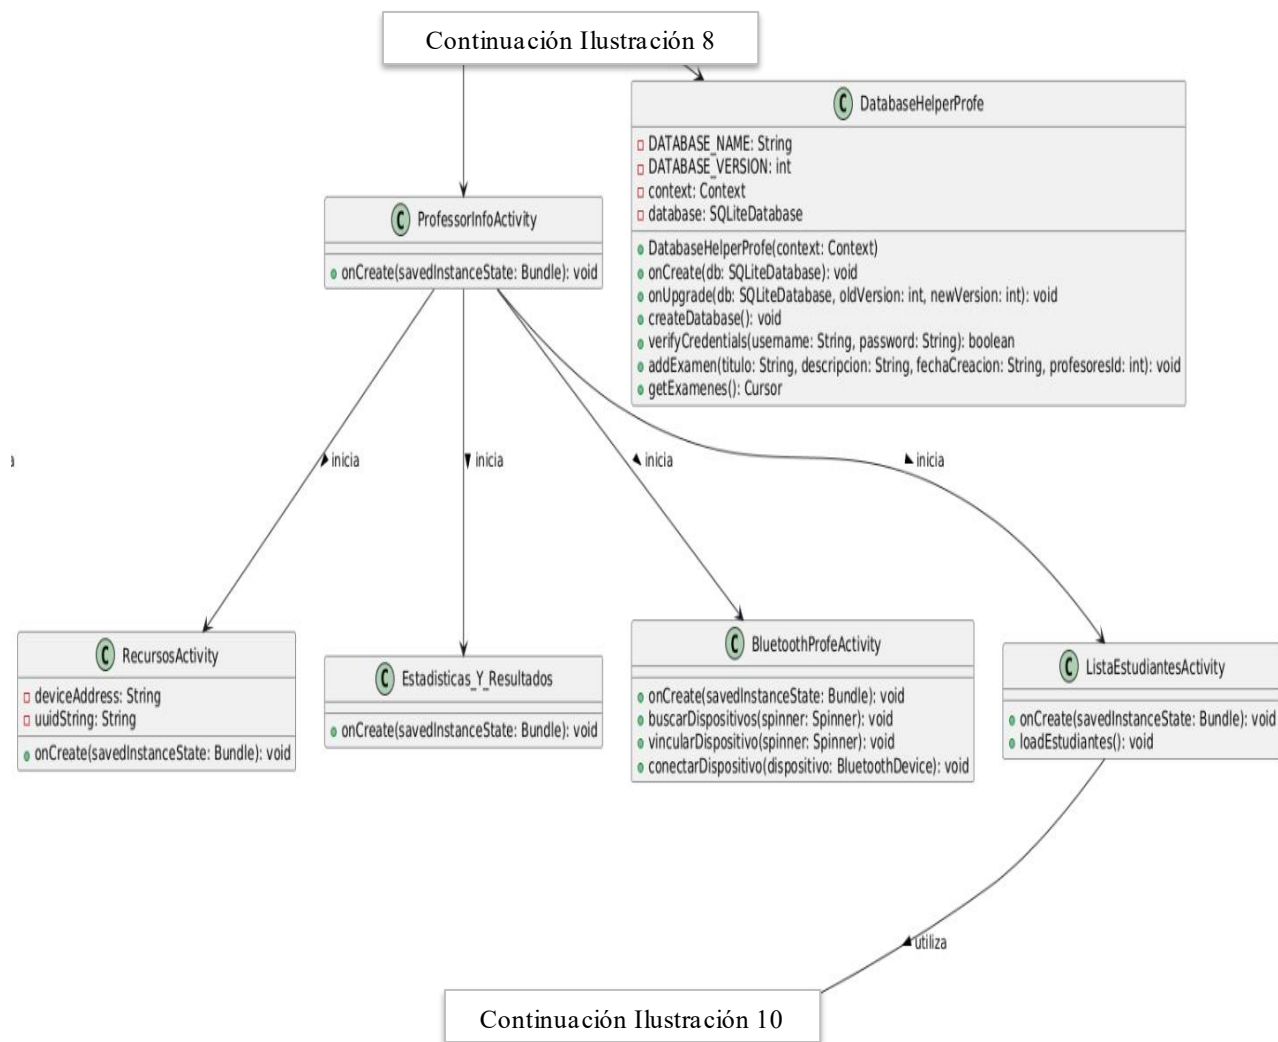 Continuación Ilustración 8
C DatabaseHelperProfe
DATABASE_NAME: String
DATABASE_VERSION: int
context: Context
database: SQLiteDatabase
DatabaseHelperProfe(context: Context)
onCreate(db: SQLiteDatabase): void
onUpgrade(db: SQLiteDatabase, oldVersion: int, newVersion: int): void
createDatabase(): void
verifyCredentials(username: String, password: String): boolean
addExamen(titulo: String, descripcion: String, fechaCreacion: String, profesoresId: int): void
getExamenes(): Cursor
C ProfessorInfoActivity
onCreate(savedInstanceState: Bundle): void
a
inicia
inicia
inicia
inicia
C RecursosActivity
deviceAddress: String
uuidString: String
onCreate(savedInstanceState: Bundle): void
C Estadisticas_Y_Resultados
onCreate(savedInstanceState: Bundle): void
C BluetoothProfeActivity
onCreate(savedInstanceState: Bundle): void
buscarDispositivos(spinner: Spinner): void
vincularDispositivo(spinner: Spinner): void
conectarDispositivo(dispositivo: BluetoothDevice): void
C ListaEstudiantesActivity
onCreate(savedInstanceState: Bundle): void
loadEstudiantes(): void
utiliza
Continuación Ilustración 10